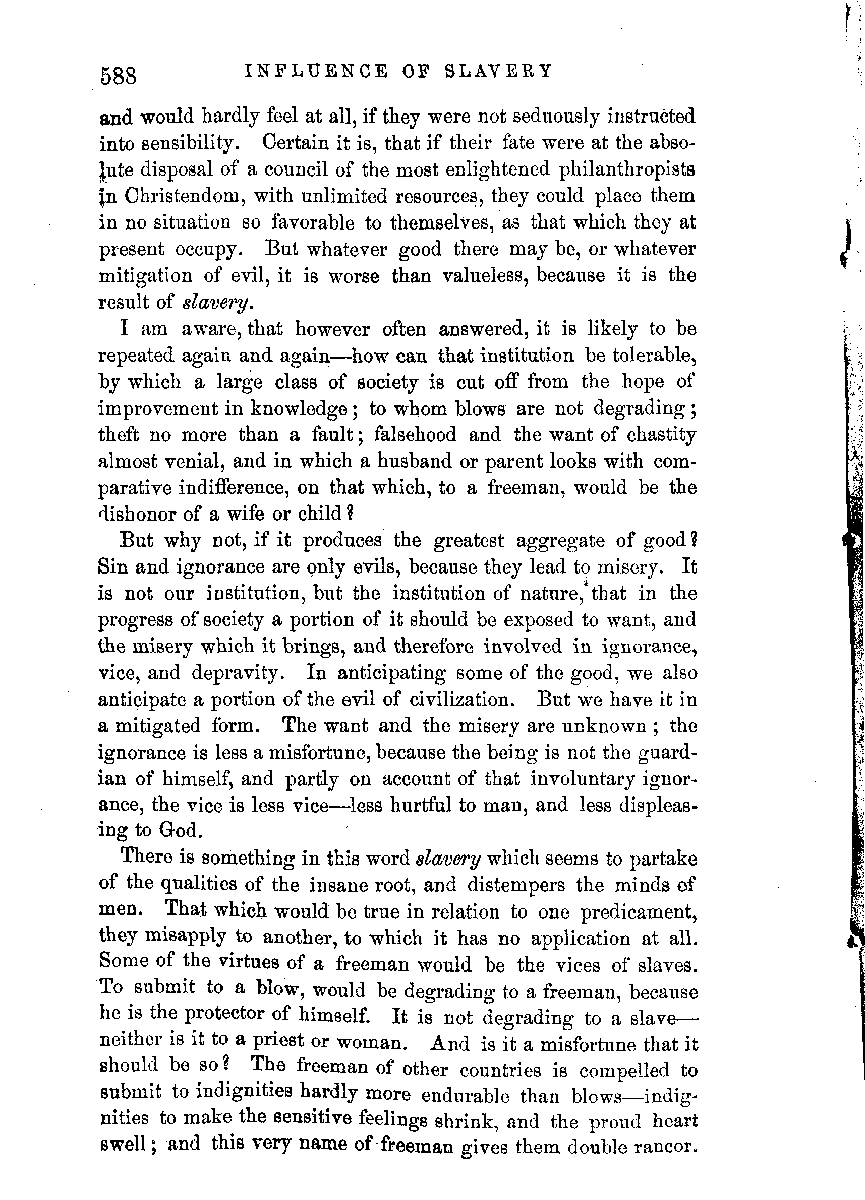 588 INFLUENCE OF SLAVERY
and would hardly feel at all, if they were not seduously instructed
into sensibility. Certain it is, that if their fate were at the abso-
lute disposal of a council of the most enlightened philanthropists
in Christendom, with unlimited resources, they could place them
in no situation so favorable to themselves, as that which they at
present occupy. But whatever good there may be, or whatever
mitigation of evil, it is worse than valueless, because it is the
result of slavery.
I am aware, that however often answered, it is likely to be
repeated again and again—how can that institution be tolerable,
by which a large class of society is cut off from the hope of
improvement in knowledge; to whom blows are not degrading;
theft no more than a fault; falsehood and the want of chastity
almost venial, and in which a husband or parent looks with com-
parative indifference, on that which, to a freeman, would be the
dishonor of a wife or child?
But why not, if it produces the greatest aggregate of good?
Sin and ignorance are only evils, because they lead to misery. It
is not our institution, but the institution of nature, that in the
progress of society a portion of it should be exposed to want, and
the misery which it brings, and therefore involved in ignorance,
vice, and depravity. In anticipating some of the good, we also
anticipate a portion of the evil of civilization. But we have it in
a mitigated form. The want and the misery are unknown; the
ignorance is less a misfortune, because the being is not the guard-
ian of himself, and partly on account of that involuntary ignor-
ance, the vice is less vice—less hurtful to man, and less displeas-
ing to God.
There is something in this word slavery which seems to partake
of the qualities of the insane root, and distempers the minds of
men. That which would be true in relation to one predicament,
they misapply to another, to which it has no application at all.
Some of the virtues of a freeman would be the vices of slaves.
To submit to a blow, would be degrading to a freeman, because
he is the protector of himself. It is not degrading to a slave—
neither is it to a priest or woman. And is it a misfortune that it
should be so? The freeman of other countries is compelled to
submit to indignities hardly more endurable than blows—indig-
nities to make the sensitive feelings shrink, and the proud heart
swell; and this very name of freeman gives them double rancor.